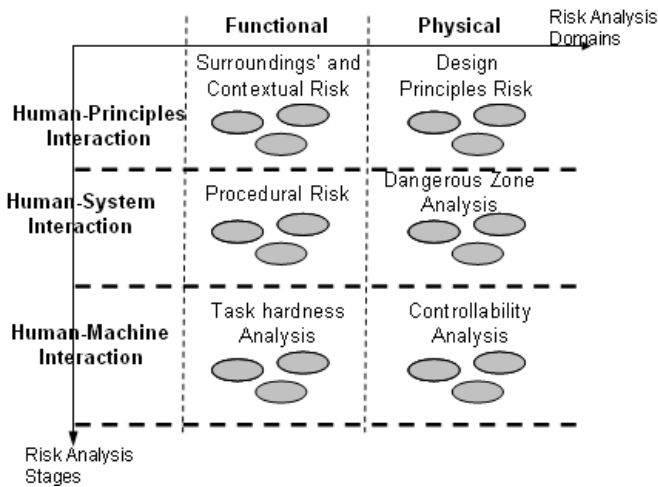 Functional
Physical
Risk Analysis
Domains
Surroundings' and
Contextual Risk
Design
Principles Risk
Human-Principles
Interaction
Procedural Risk
Dangerous Zone
Analysis
Human-System
Interaction
Task hardness
Analysis
Controllability
Analysis
Human-Machine
Interaction
Risk Analysis
Stages